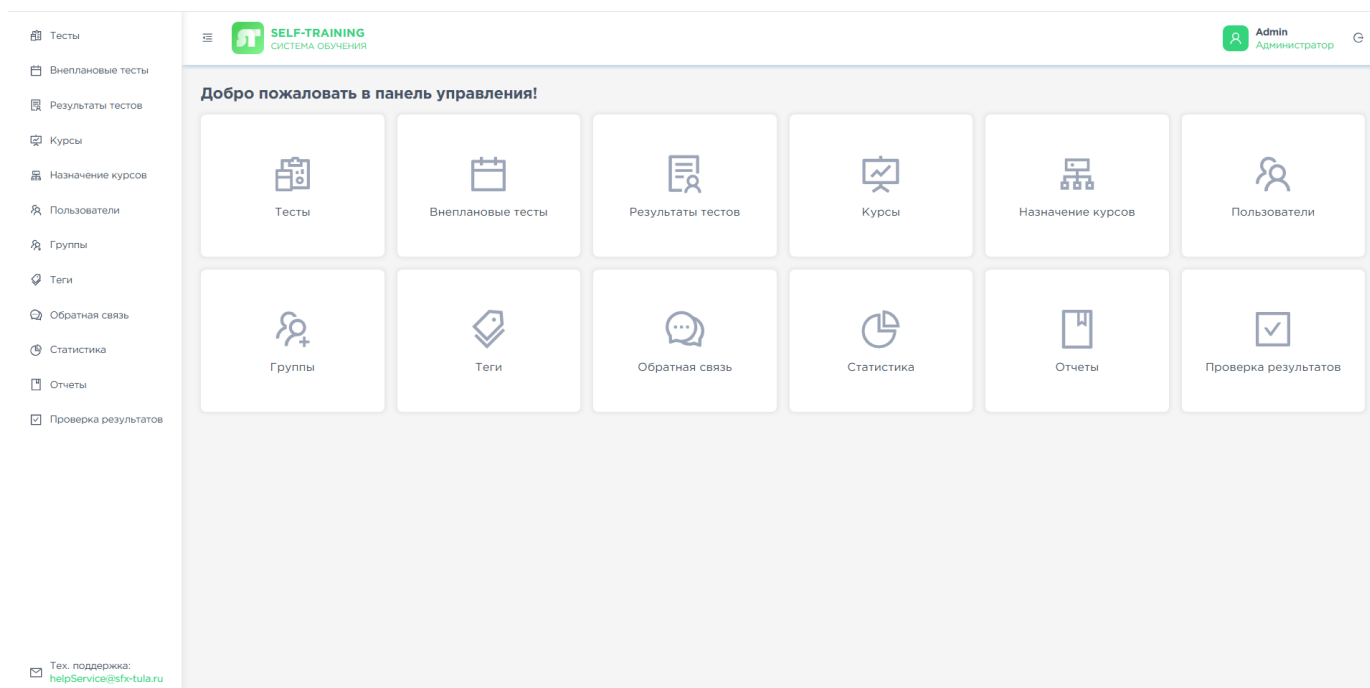 Тесты
Внеплановые тесты
Результаты тестов
Курсы
Назначение курсов
Пользователи
Группы
Теги
Обратная связь
Статистика
Отчеты
Проверка результатов
Тех. поддержка:
helpService@sfx-tula.ru
SELF-TRAINING
СИСТЕМА ОБУЧЕНИЯ
Admin
Администратор
Добро пожаловать в панель управления!
Тесты
Внеплановые тесты
Результаты тестов
Курсы
Назначение курсов
Пользователи
Группы
Теги
Обратная связь
Статистика
Отчеты
Проверка результатов